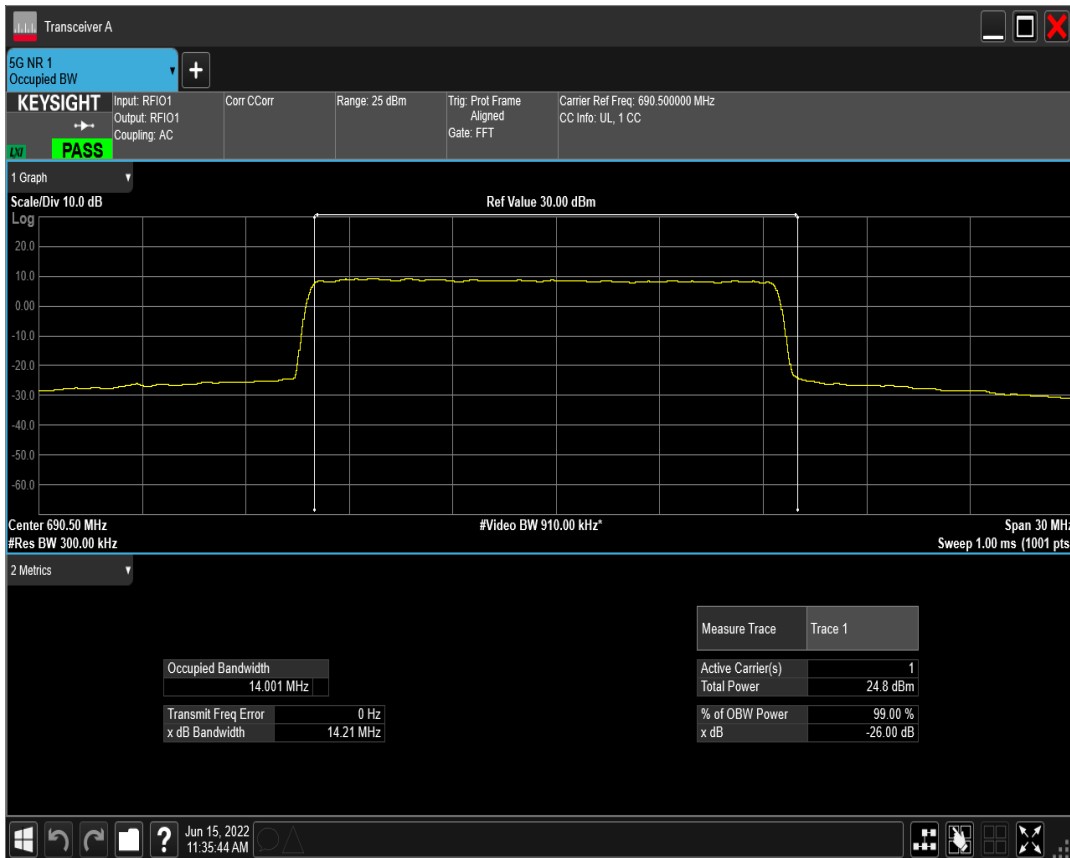 Transceiver A
5G NR 1
Occupied BW
+
KEYSIGHT
LXI
PASS
Input: RFIO1
Output: RFIO1
Coupling: AC
Corr CCorr
Range: 25 dBm
Trig: Prot Frame
Aligned
Gate: FFT
Carrier Ref Freq: 690.500000 MHz
CC Info: UL, 1 CC
1 Graph
Scale/Div 10.0 dB
Ref Value 30.00 dBm
Log
20.0
10.0
0.00
-10.0
-20.0
-30.0
-40.0
-50.0
-60.0
Center 690.50 MHz
#Video BW 910.00 kHz*
Span 30 MHz
#Res BW 300.00 kHz
Sweep 1.00 ms (1001 pts
2 Metrics
Measure Trace Trace 1
Occupied Bandwidth
14.001 MHz
Active Carrier(s) 1
Total Power 24.8 dBm
Transmit Freq Error 0 Hz
x dB Bandwidth 14.21 MHz
% of OBW Power 99.00 %
x dB -26.00 dB
?
Jun 15, 2022
11:35:44 AM